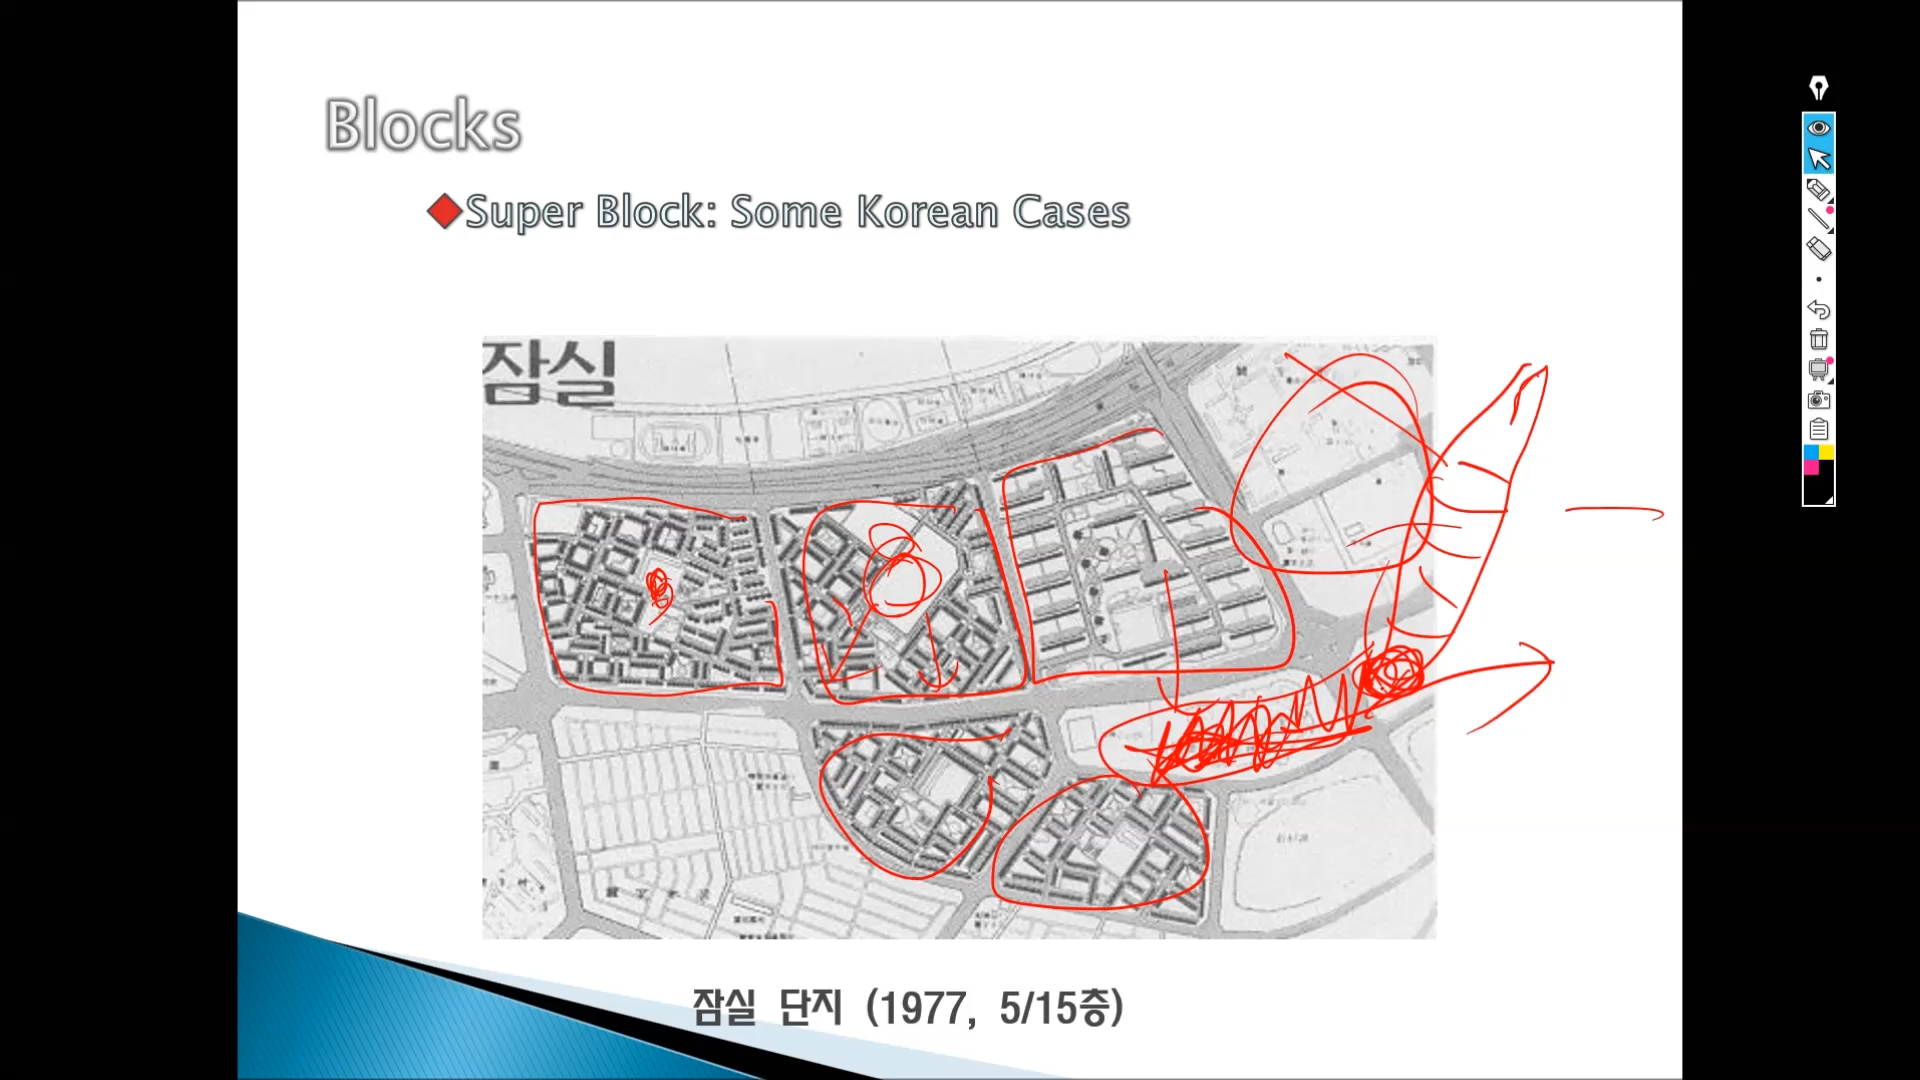 Blocks
Super Block: Some Korean Cases
잠실
잠실 단지 (1977, 5/15층)